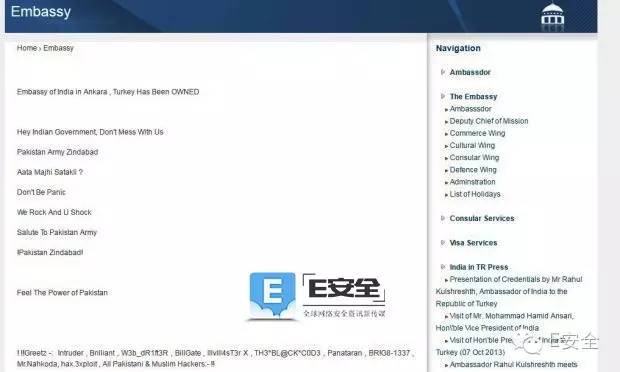 Embassy
Home › Embassy
Embassy of India in Ankara , Turkey Has Been OWNED
Hey Indian Government, Don't Mess With Us
Pakistan Army Zindabad
Aata Majhi Satakli ?
Don't Be Panic
We Rock And U Shock
Salute To Pakistan Army
!Pakistan Zindabad!
Feel The Power of Pakistan
E安全
全球网络安全资讯新传媒
!!!Greetz -: Intruder , Brilliant , W3b_dR1ft3R , BillGate ,
TH3*BL@CK*C0D3 , Panataran , BR!G8-1337 ,
Mr.Nahkoda, hax.3xploit , All Pakistani & Muslim Hackers:- !!
Navigation
Ambassdor
The Embassy
Ambasssdor
Deputy Chief of Mission
Commerce Wing
Cultural Wing
Consular Wing
Defence Wing
Adminstration
List of Holidays
Consular Services
Visa Services
India in TR Press
Presentation of Credentials by Mr Rahul
Kulshreshth, Ambassador of India to the
Republic of Turkey
Visit of Mr. Mohammad Hamid Ansari,
Hon'ble Vice President of India
Visit of Hon'ble
Turkey (07 Oct 2013)
Ambassador Rahul Kulshreshth meets
E安全